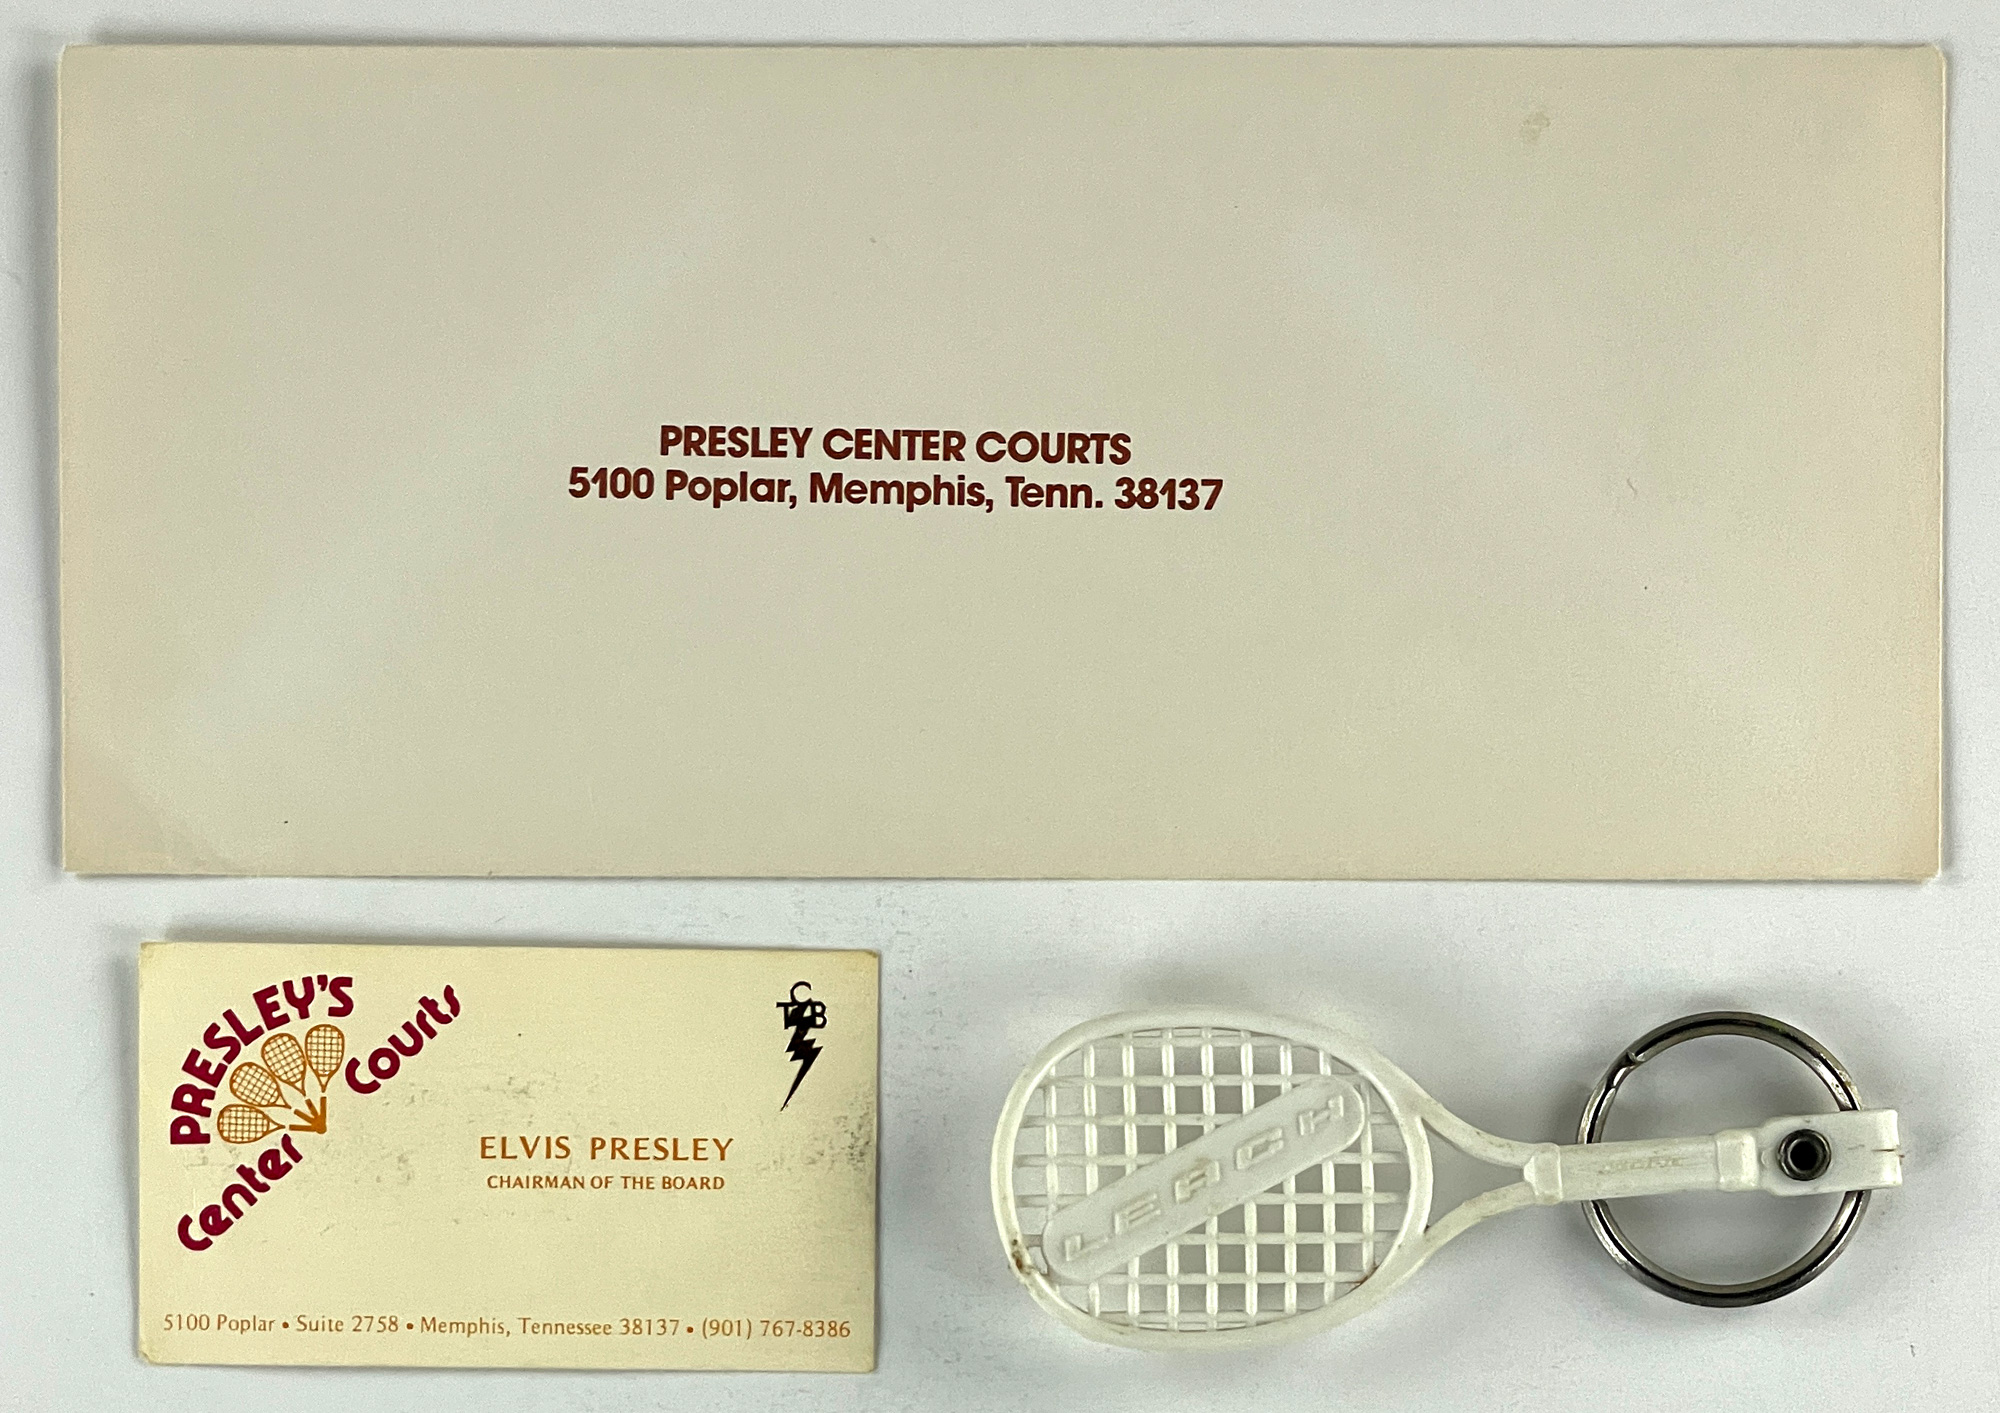 PRESLEY CENTER COURTS
5100 Poplar, Memphis, Tenn. 38137
PRESLEY'S
Center Courts
TCB
ELVIS PRESLEY
CHAIRMAN OF THE BOARD
5100 Poplar • Suite 2758 • Memphis, Tennessee 38137 • (901) 767-8386
LEACH